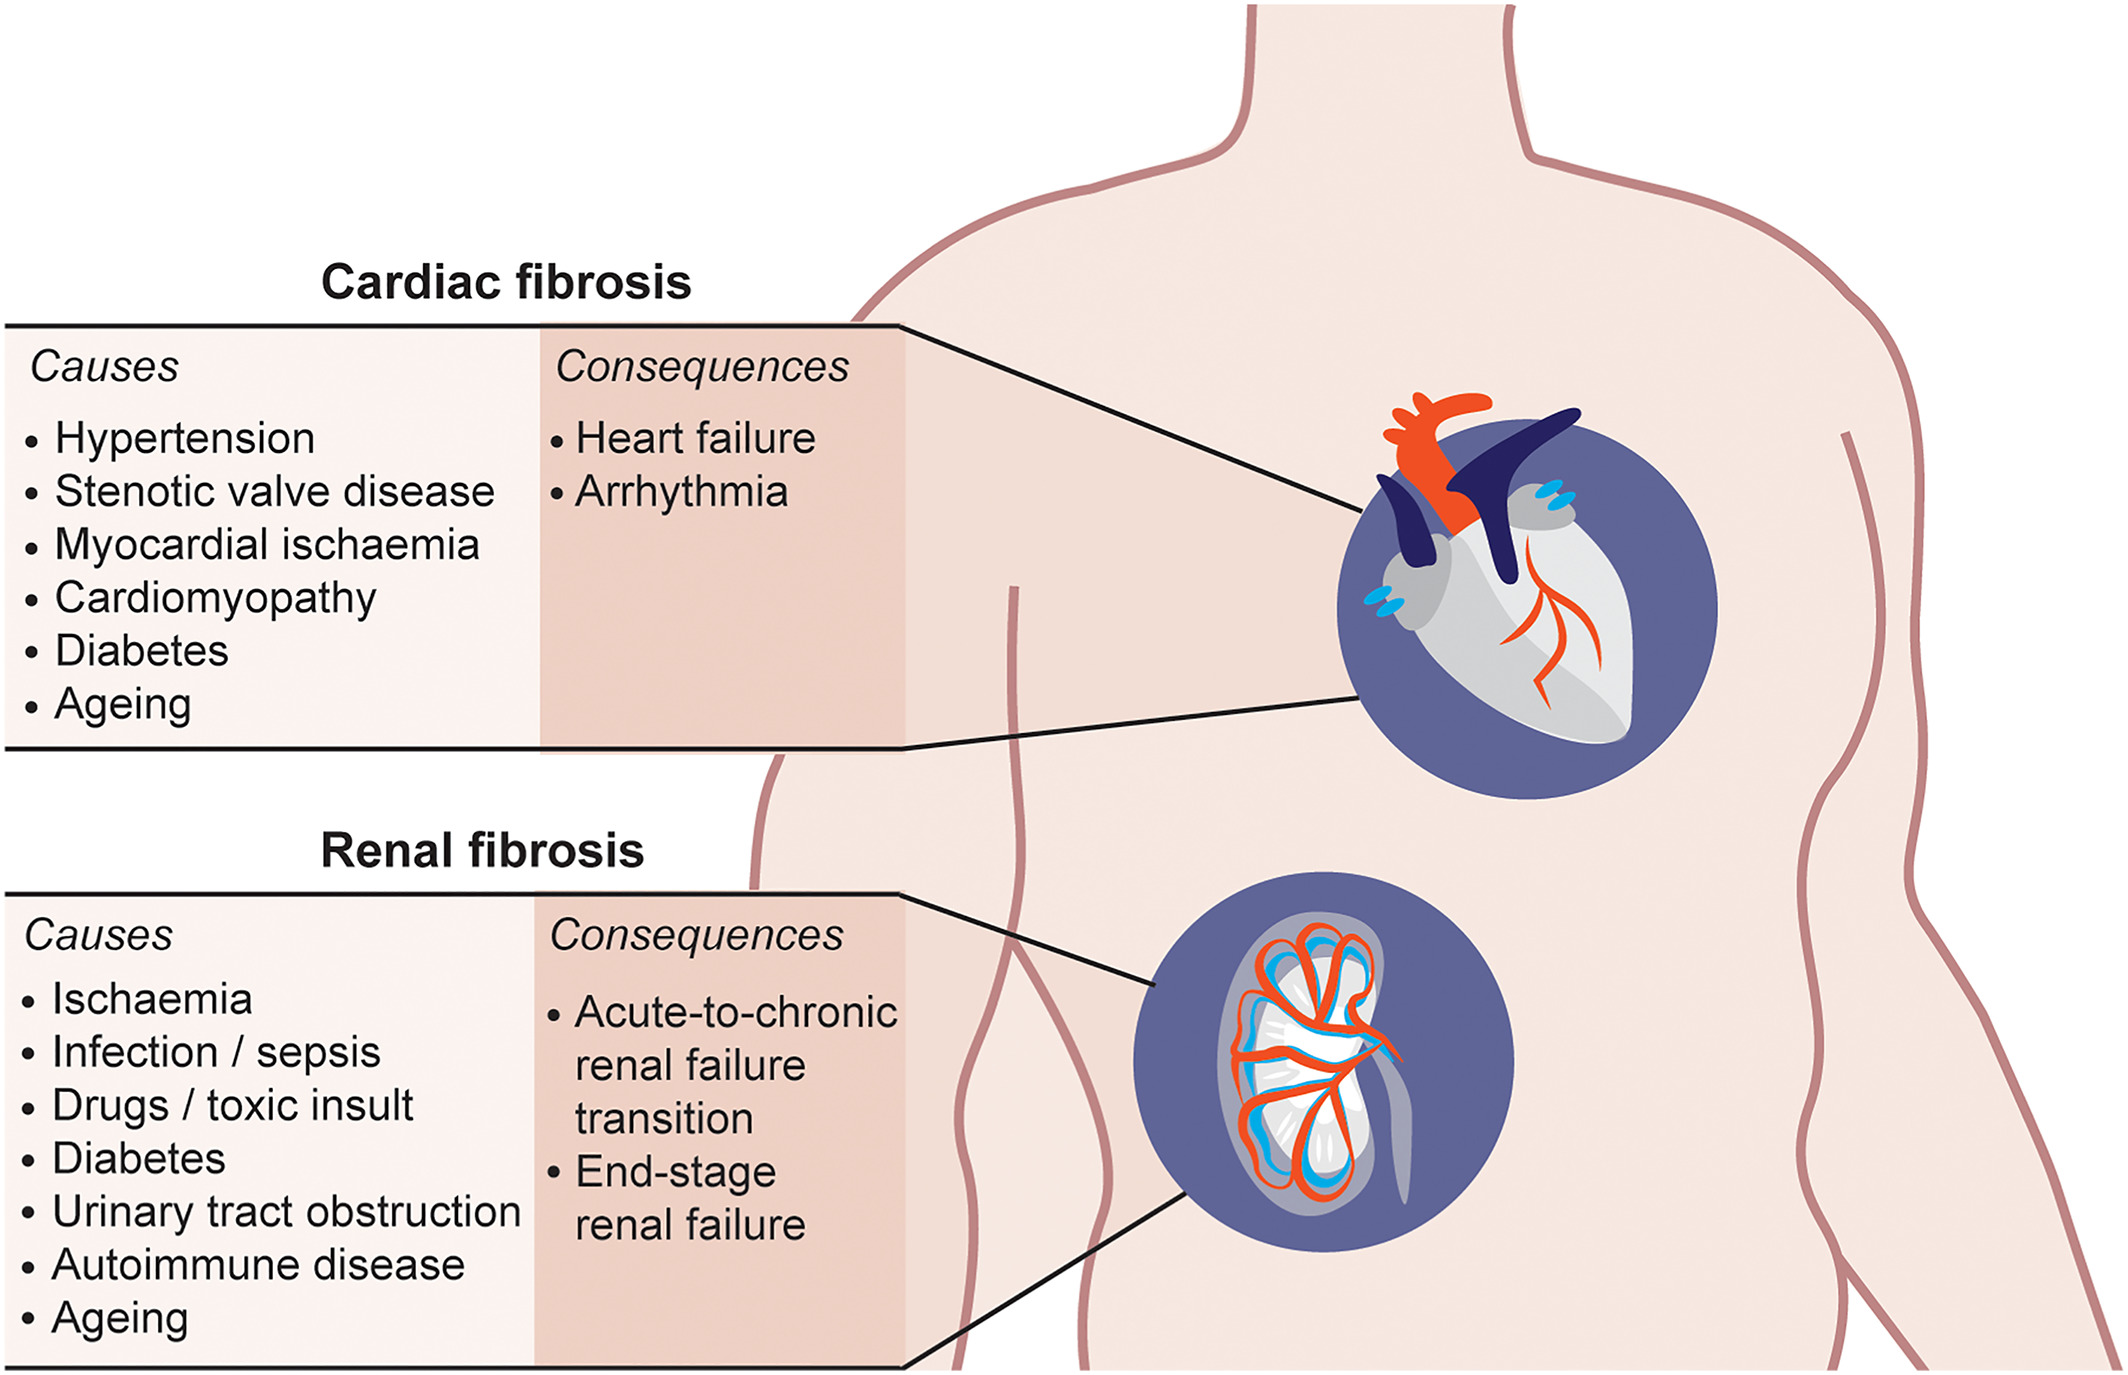 Cardiac fibrosis
Causes
• Hypertension
• Stenotic valve disease
• Myocardial ischaemia
• Cardiomyopathy
• Diabetes
• Ageing
Consequences
• Heart failure
• Arrhythmia
Renal fibrosis
Causes
• Ischaemia
• Infection / sepsis
• Drugs / toxic insult
• Diabetes
• Urinary tract obstruction
• Autoimmune disease
• Ageing
Consequences
• Acute-to-chronic
renal failure
transition
• End-stage
renal failure